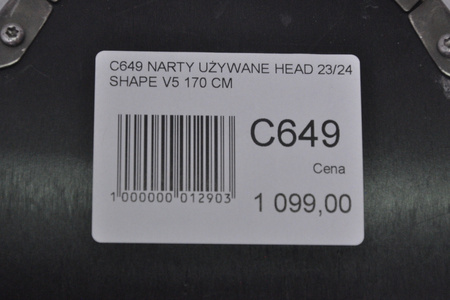 C649 NARTY UŻYWANE HEAD 23/24
SHAPE V5 170 CM
C649
Cena
1 000000 012903
1 099,00